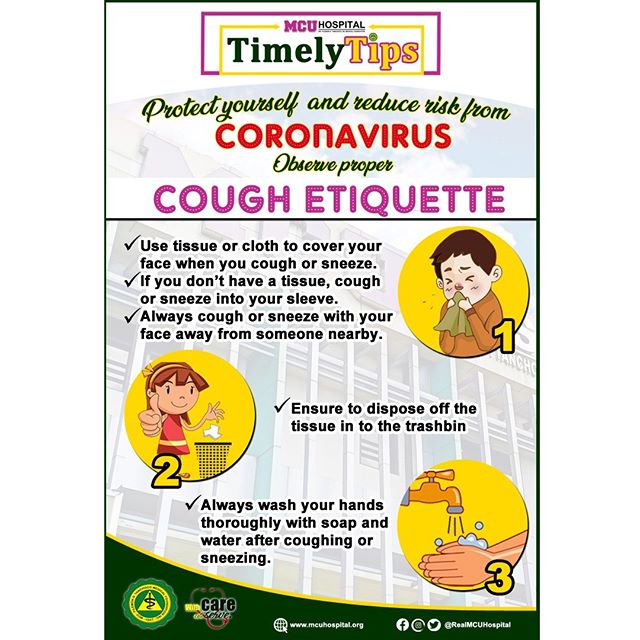 MCU HOSPITAL
TimelyTips
Protect yourself and reduce risk from
CORONAVIRUS
Observe proper
COUGH ETIQUETTE
✓Use tissue or cloth to cover your
face when you cough or sneeze.
✓If you don't have a tissue, cough
or sneeze into your sleeve.
✓Always cough or sneeze with your
face away from someone nearby.
1
✓Ensure to dispose off the
tissue in to the trashbin
2
✓Always wash your hands
thoroughly with soap and
water after coughing or
sneezing.
3
With care
we serve
www.mcuhospital.org
@RealMCUHospital